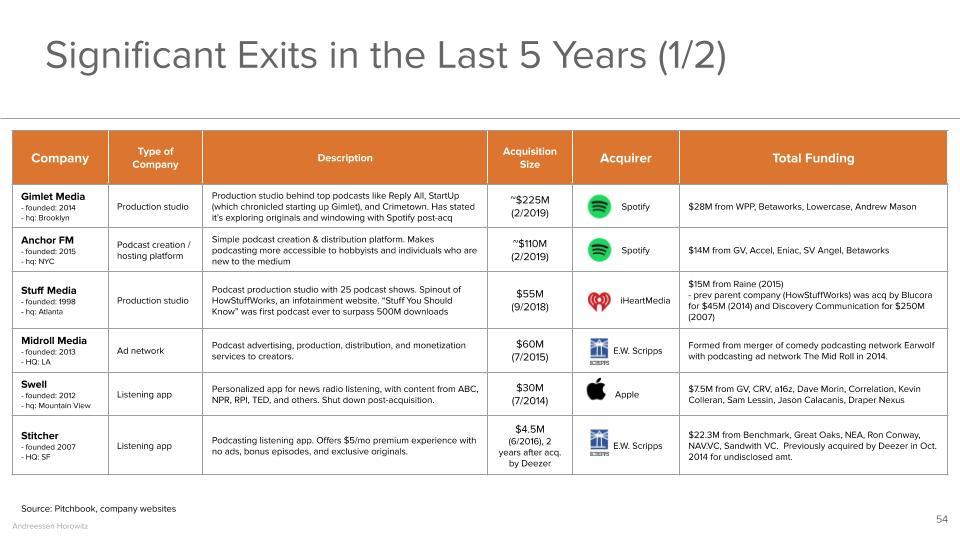 Significant Exits in the Last 5 Years (1/2)
Company
Type of
Company
Description
Acquisition
Size
Acquirer
Total Funding
Gimlet Media
- founded: 2014
- hq: Brooklyn
Production studio
Production studio behind top podcasts like Reply All, StartUp
(which chronicled starting up Gimlet), and Crimetown. Has stated
it's exploring originals and windowing with Spotify post-acq
~$225M
(2/2019)
Spotify
$28M from WPP, Betaworks, Lowercase, Andrew Mason
Anchor FM
- founded: 2015
- hq: NYC
Podcast creation /
hosting platform
Simple podcast creation & distribution platform. Makes
podcasting more accessible to hobbyists and individuals who are
new to the medium
~$110M
(2/2019)
Spotify
$14M from GV, Accel, Eniac, SV Angel, Betaworks
Stuff Media
- founded: 1998
- hq: Atlanta
Production studio
Podcast production studio with 25 podcast shows. Spinout of
HowStuffWorks, an infotainment website. "Stuff You Should
Know" was first podcast ever to surpass 500M downloads
$55M
(9/2018)
iHeartMedia
$15M from Raine (2015)
- prev parent company (HowStuffWorks) was acq by Blucora
for $45M (2014) and Discovery Communication for $250M
(2007)
Midroll Media
- founded: 2013
- HQ: LA
Ad network
Podcast advertising, production, distribution, and monetization
services to creators.
$60M
(7/2015)
SCRIPPS
E.W. Scripps
Formed from merger of comedy podcasting network Earwolf
with podcasting ad network The Mid Roll in 2014.
Swell
- founded: 2012
- hq: Mountain View
Listening app
Personalized app for news radio listening, with content from ABC,
NPR, RPI, TED, and others. Shut down post-acquisition.
$30M
(7/2014)
Apple
$7.5M from GV, CRV, a16z, Dave Morin, Correlation, Kevin
Colleran, Sam Lessin, Jason Calacanis, Draper Nexus
Stitcher
- founded 2007
- HQ: SF
Listening app
Podcasting listening app. Offers $5/mo premium experience with
no ads, bonus episodes, and exclusive originals.
$4.5M
(6/2016), 2
years after acq.
by Deezer
SCRIPPS
E.W. Scripps
$22.3M from Benchmark, Great Oaks, NEA, Ron Conway,
NAV.VC, Sandwith VC.  Previously acquired by Deezer in Oct.
2014 for undisclosed amt.
Source: Pitchbook, company websites
Andreessen Horowitz
54